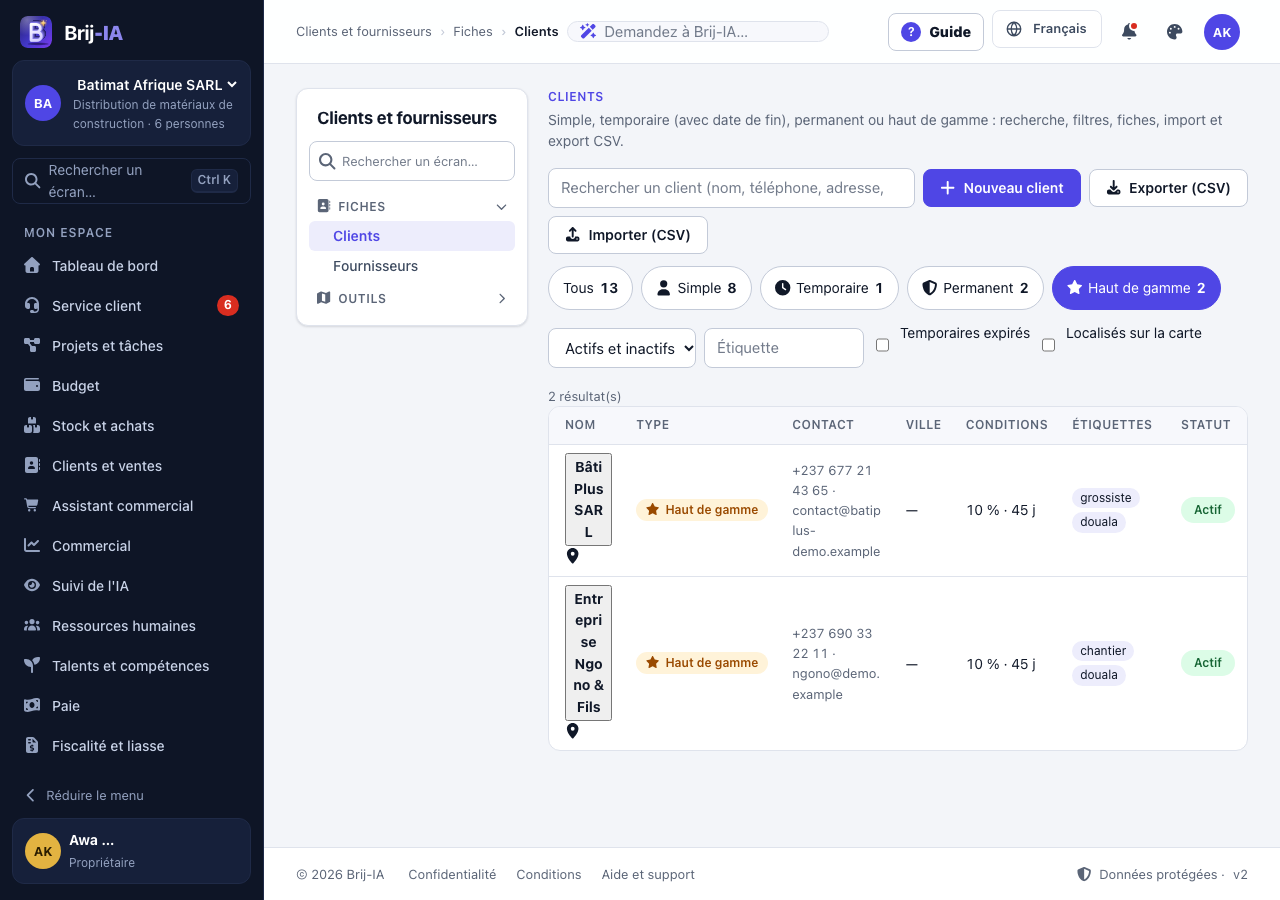 Brij-IA
BA
Batimat Afrique SARL
Distribution de matériaux de
construction · 6 personnes
Rechercher un
écran...
Ctrl K
MON ESPACE
Tableau de bord
Service client
6
Projets et tâches
Budget
Stock et achats
Clients et ventes
Assistant commercial
Commercial
Suivi de l'IA
Ressources humaines
Talents et compétences
Paie
Fiscalité et liasse
Réduire le menu
AK
Awa ...
Propriétaire
Clients et fournisseurs › Fiches › Clients
Demandez à Brij-IA...
? Guide
Français
AK
Clients et fournisseurs
Rechercher un écran...
FICHES
Clients
Fournisseurs
OUTILS
CLIENTS
Simple, temporaire (avec date de fin), permanent ou haut de gamme : recherche, filtres, fiches, import et
export CSV.
Rechercher un client (nom, téléphone, adresse,
Nouveau client
Exporter (CSV)
Importer (CSV)
Tous 13
Simple 8
Temporaire 1
Permanent 2
Haut de gamme 2
Actifs et inactifs
Étiquette
Temporaires expirés
Localisés sur la carte
2 résultat(s)
NOM TYPE CONTACT VILLE CONDITIONS ÉTIQUETTES STATUT
Bâti
Plus
SAR
L
Haut de gamme
+237 677 21
43 65 ·
contact@batip
lus-
demo.example
—
10 % · 45 j
grossiste
douala
Actif
Entr
epri
se
Ngo
no &
Fils
Haut de gamme
+237 690 33
22 11 ·
ngono@demo.
example
—
10 % · 45 j
chantier
douala
Actif
© 2026 Brij-IA Confidentialité Conditions Aide et support
Données protégées · v2